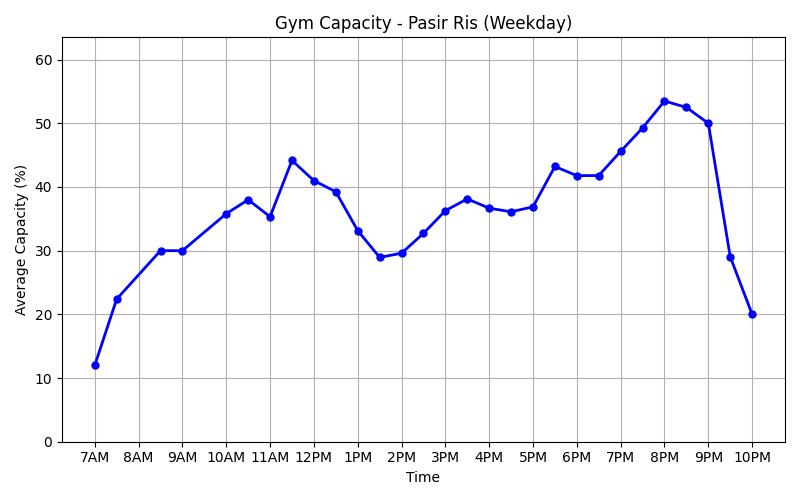 Gym Capacity - Pasir Ris (Weekday)
Average Capacity (%)
60
50
40
30
20
10
0
7AM 8AM 9AM 10AM 11AM 12PM 1PM 2PM 3PM 4PM 5PM 6PM 7PM 8PM 9PM 10PM
Time